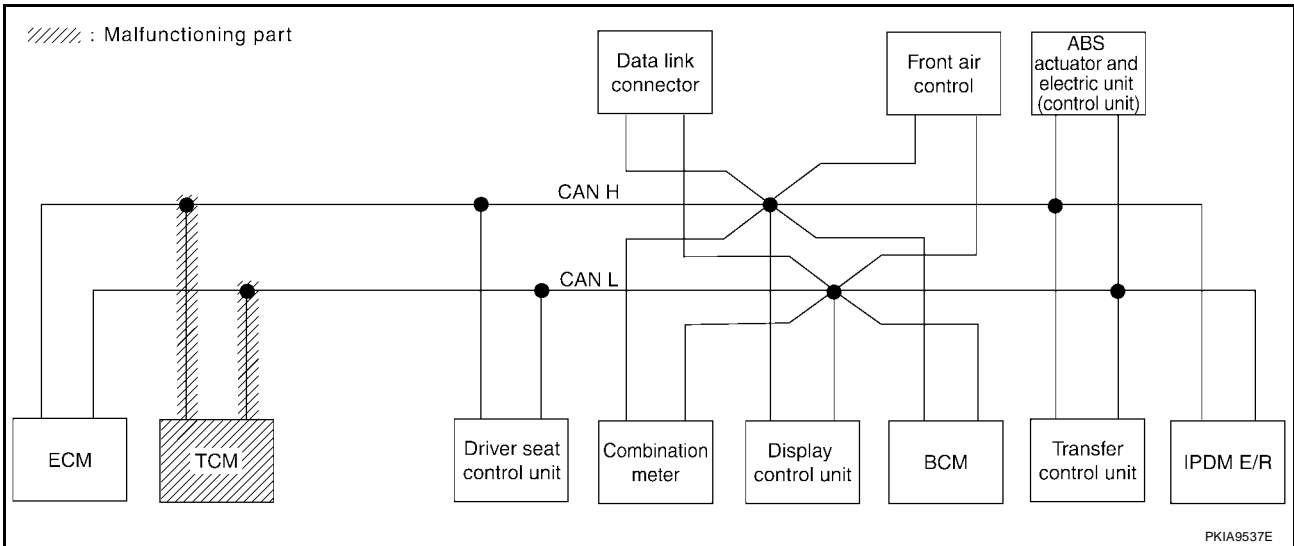 : Malfunctioning part
Data link
connector
Front air
control
ABS
actuator and
electric unit
(control unit)
CAN H
CAN L
ECM
TCM
Driver seat
control unit
Combination
meter
Display
control unit
BCM
Transfer
control unit
IPDM E/R
PKIA9537E